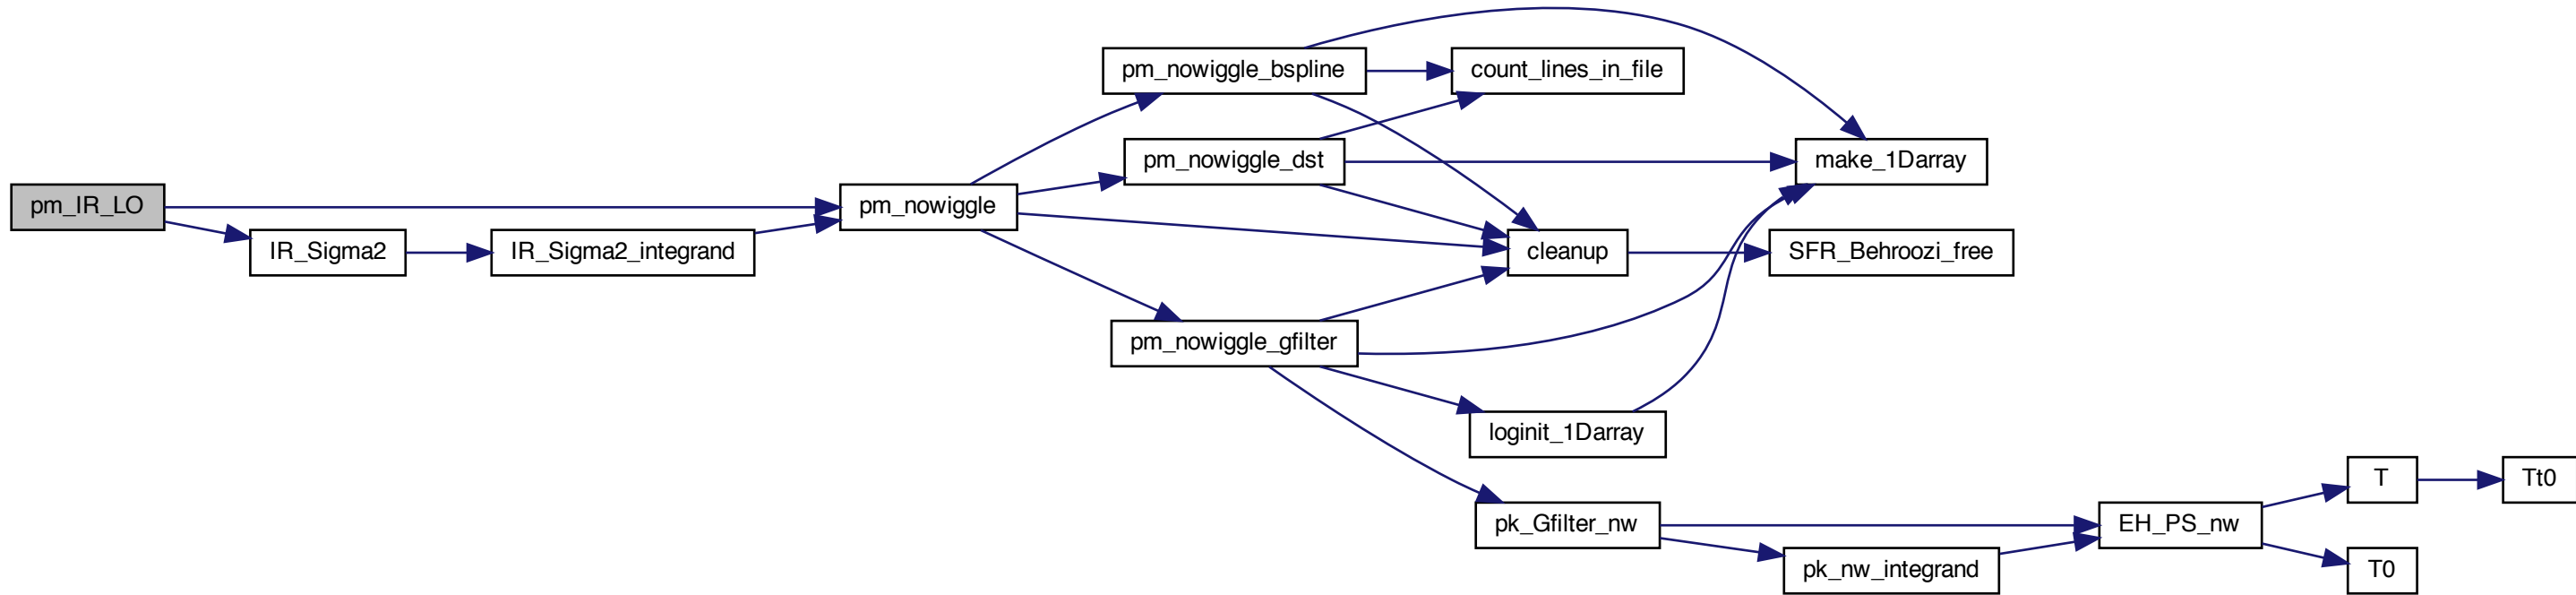 pm_IR_LO
IR_Sigma2
IR_Sigma2_integrand
pm_nowiggle
pm_nowiggle_bspline
pm_nowiggle_dst
pm_nowiggle_gfilter
count_lines_in_file
make_1Darray
cleanup
SFR_Behroozi_free
loginit_1Darray
pk_Gfilter_nw
pk_nw_integrand
EH_PS_nw
T
Tt0
T0